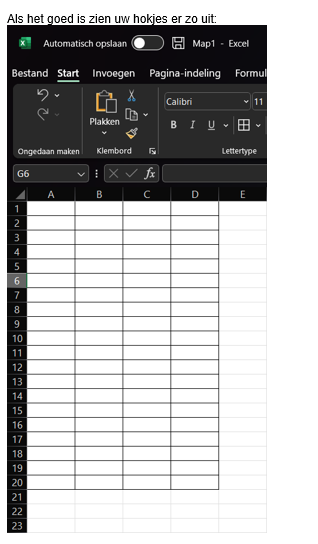 Als het goed is zien uw hokjes er zo uit:
Automatisch opslaan Map1 - Excel
Bestand Start Invoegen Pagina-indeling Formul
Plakken
Calibri 11
B I U
Ongedaan maken Klembord Lettertype
G6 fx
A B C D E
1
2
3
4
5
6
7
8
9
10
11
12
13
14
15
16
17
18
19
20
21
22
23